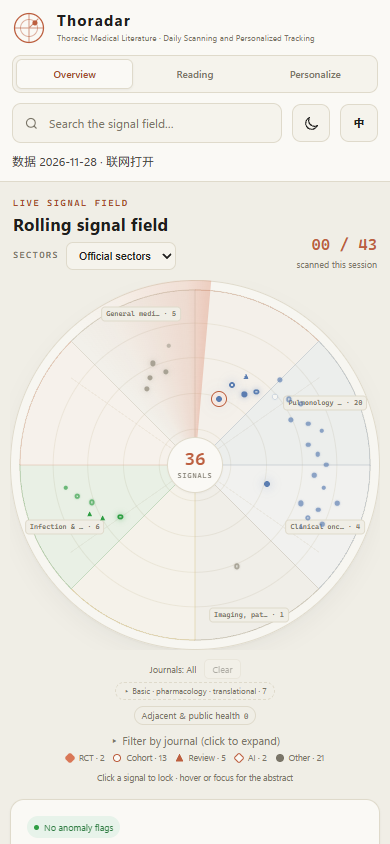 Thoradar
Thoracic Medical Literature · Daily Scanning and Personalized Tracking
Overview
Reading
Personalize
Search the signal field...
中
数据 2026-11-28 · 联网打开
LIVE SIGNAL FIELD
Rolling signal field
SECTORS
Official sectors
00 / 43
scanned this session
General medi… · 5
Pulmonology … · 20
36
SIGNALS
Infection & … · 6
Clinical onc… · 4
Imaging, pat… · 1
Journals: All
Clear
‣ Basic · pharmacology · translational · 7
Adjacent & public health 0
‣ Filter by journal (click to expand)
RCT · 2
Cohort · 13
Review · 5
AI · 2
Other · 21
Click a signal to lock · hover or focus for the abstract
No anomaly flags